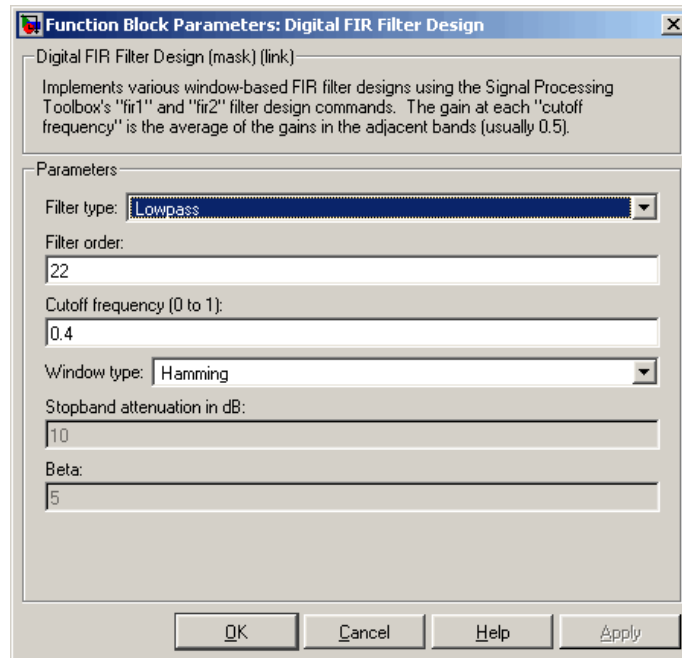 Function Block Parameters: Digital FIR Filter Design
Digital FIR Filter Design (mask) (link)
Implements various window-based FIR filter designs using the Signal Processing
Toolbox's "fir1" and "fir2" filter design commands. The gain at each "cutoff
frequency" is the average of the gains in the adjacent bands (usually 0.5).
Parameters
Filter type: Lowpass
Filter order:
22
Cutoff frequency (0 to 1):
0.4
Window type: Hamming
Stopband attenuation in dB:
10
Beta:
5
OK Cancel Help Apply